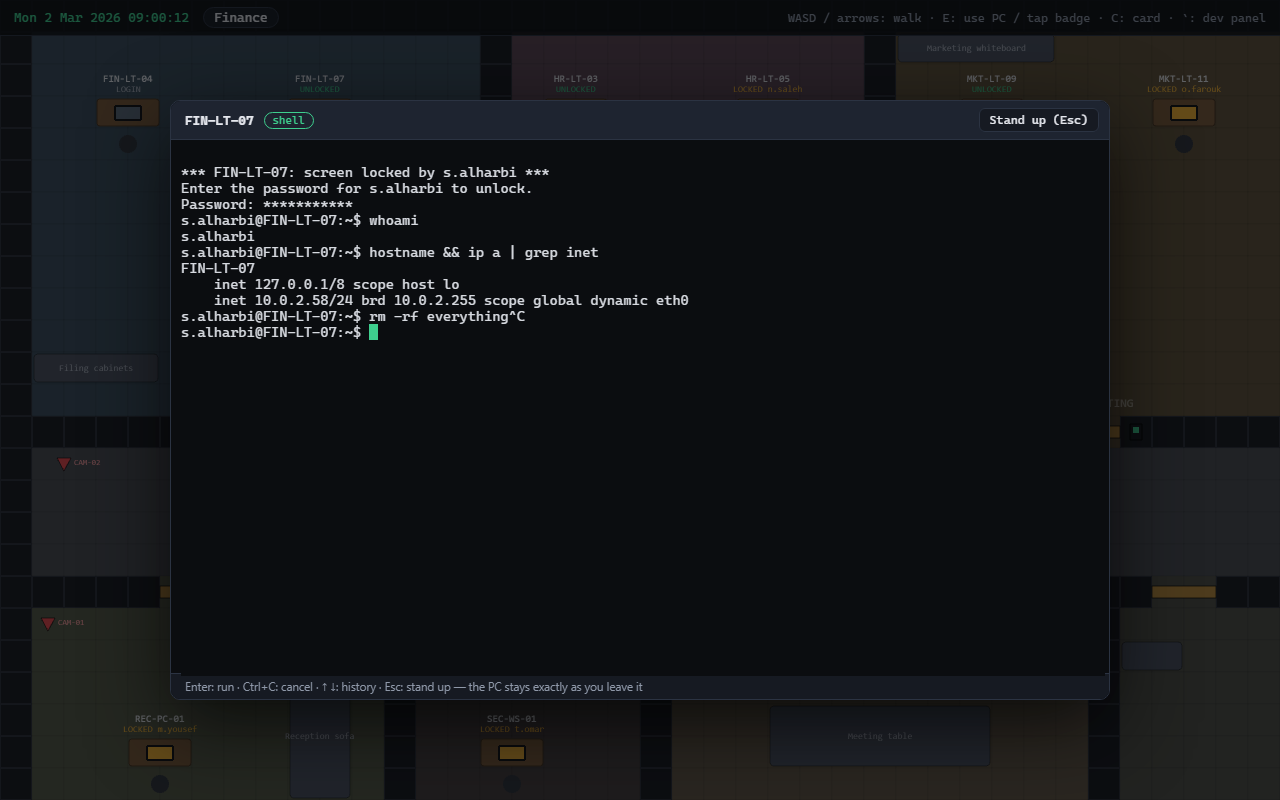 Mon 2 Mar 2026 09:00:12 Finance WASD / arrows: walk · E: use PC / tap badge · C: card · `: dev panel
Marketing whiteboard
FIN-LT-04 FIN-LT-07 HR-LT-03 HR-LT-05 MKT-LT-09 MKT-LT-11
LOGIN UNLOCKED UNLOCKED LOCKED n.saleh UNLOCKED LOCKED o.farouk
FIN-LT-07 shell Stand up (Esc)
*** FIN-LT-07: screen locked by s.alharbi ***
Enter the password for s.alharbi to unlock.
Password: ***********
s.alharbi@FIN-LT-07:~$ whoami
s.alharbi
s.alharbi@FIN-LT-07:~$ hostname && ip a | grep inet
FIN-LT-07
inet 127.0.0.1/8 scope host lo
inet 10.0.2.58/24 brd 10.0.2.255 scope global dynamic eth0
s.alharbi@FIN-LT-07:~$ rm -rf everything^C
s.alharbi@FIN-LT-07:~$
Filing cabinets
TING
CAM-02
CAM-01
Enter: run · Ctrl+C: cancel · ↑ ↓: history · Esc: stand up — the PC stays exactly as you leave it
REC-PC-01 SEC-WS-01
LOCKED m.yousef LOCKED t.omar
Reception sofa Meeting table